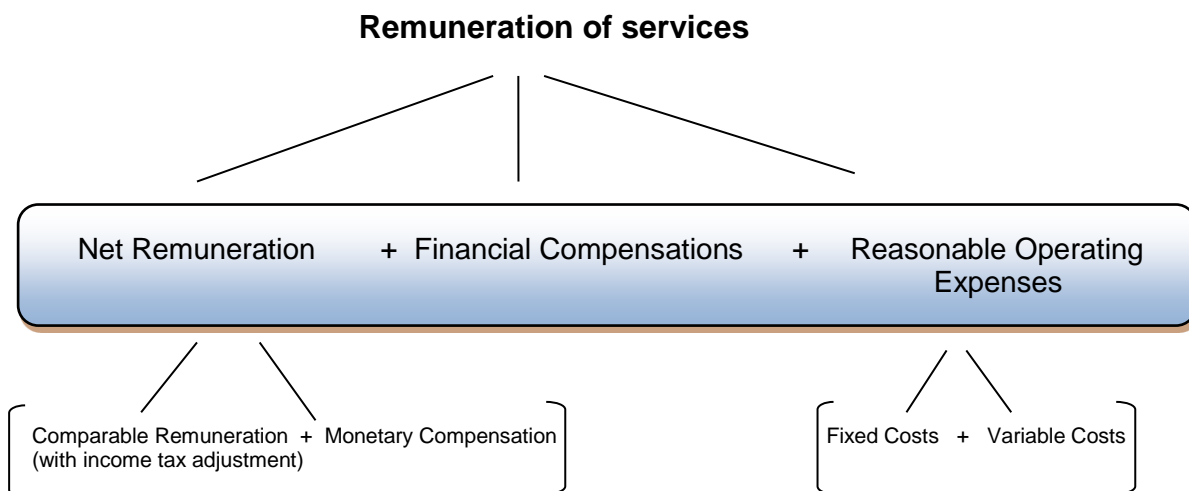 Remuneration of services
Net Remuneration + Financial Compensations + Reasonable Operating
Expenses
Comparable Remuneration + Monetary Compensation
(with income tax adjustment)
Fixed Costs + Variable Costs